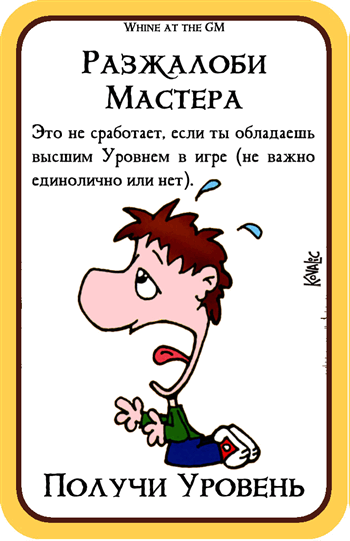 Whine at the GM
Разжалоби
Мастера
Это не сработает, если ты обладаешь
высшим Уровнем в игре (не важно
единолично или нет).
Kovalic
Получи Уровень